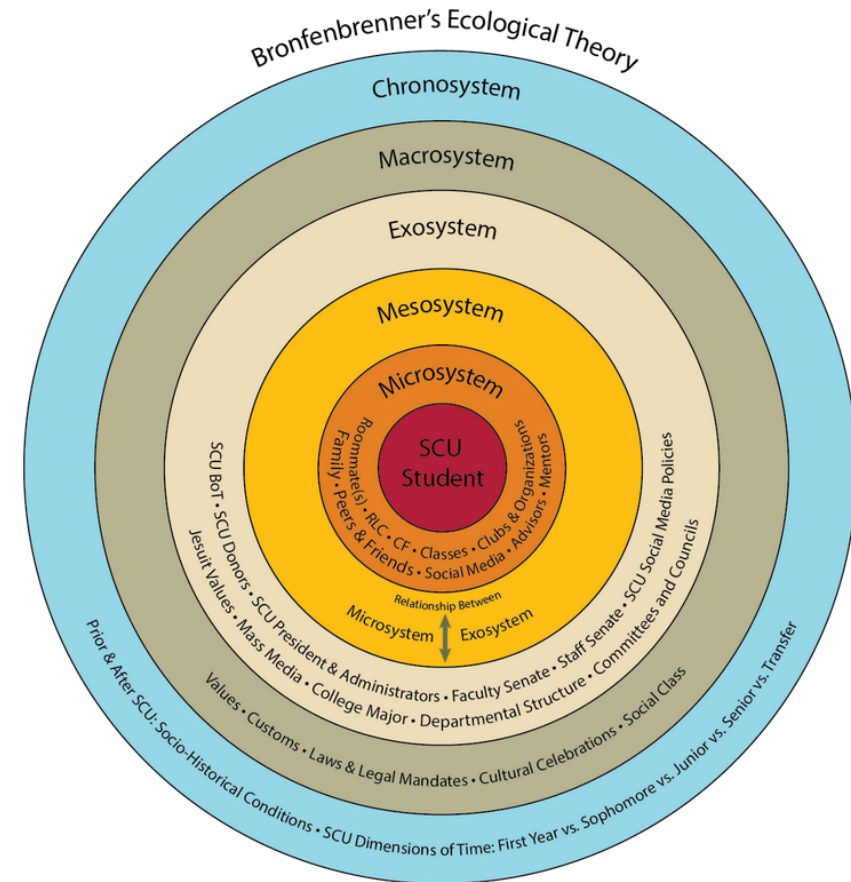 Bronfenbrenner's Ecological Theory
Chronosystem
Macrosystem
Exosystem
Mesosystem
Microsystem
SCU
Student
Roommate(s) • RLC • CF • Classes • Clubs & Organizations
Family • Peers & Friends • Social Media • Advisors • Mentors
Relationship Between
Microsystem Exosystem
SCU BoT • SCU Donors • SCU President & Administrators • Faculty Senate • Staff Senate • SCU Social Media Policies
Jesuit Values • Mass Media • College Major • Departmental Structure • Committees and Councils
Values • Customs • Laws & Legal Mandates • Cultural Celebrations • Social Class
Prior & After SCU: Socio-Historical Conditions • SCU Dimensions of Time: First Year vs. Sophomore vs. Junior vs. Senior vs. Transfer